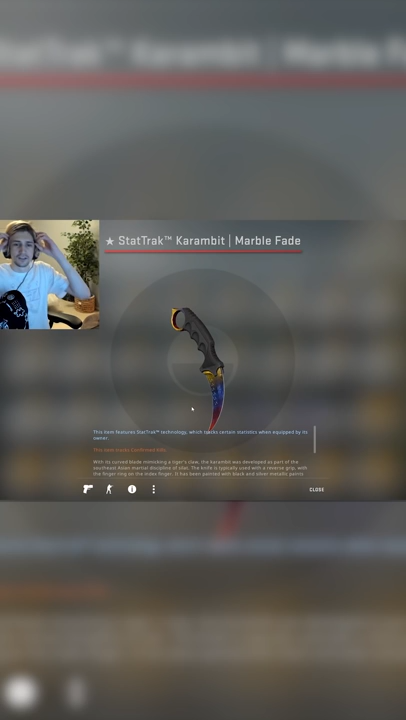 ★ StatTrak™ Karambit | Marble Fade
This item features StatTrak™ technology, which tracks certain statistics when equipped by its
owner.
This item tracks Confirmed Kills.
With its curved blade mimicking a tiger's claw, the karambit was developed as part of the
southeast Asian martial discipline of silat. The knife is typically used with a reverse grip, with
the finger ring on the index finger. It has been painted with black and silver metallic paints
CLOSE